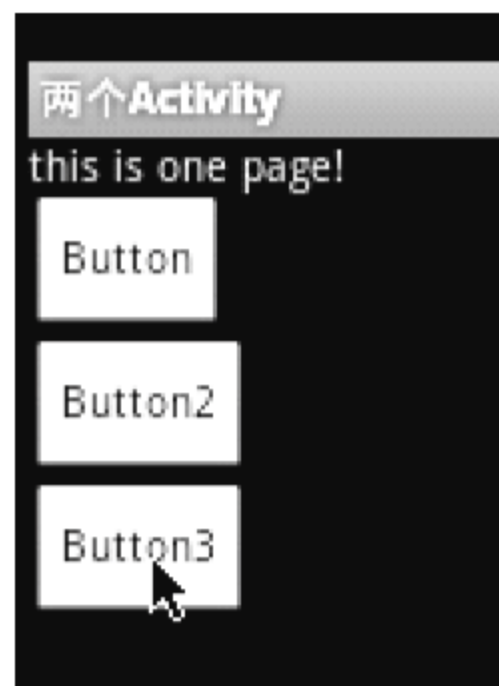 两个Activity
this is one page!
Button
Button2
Button3